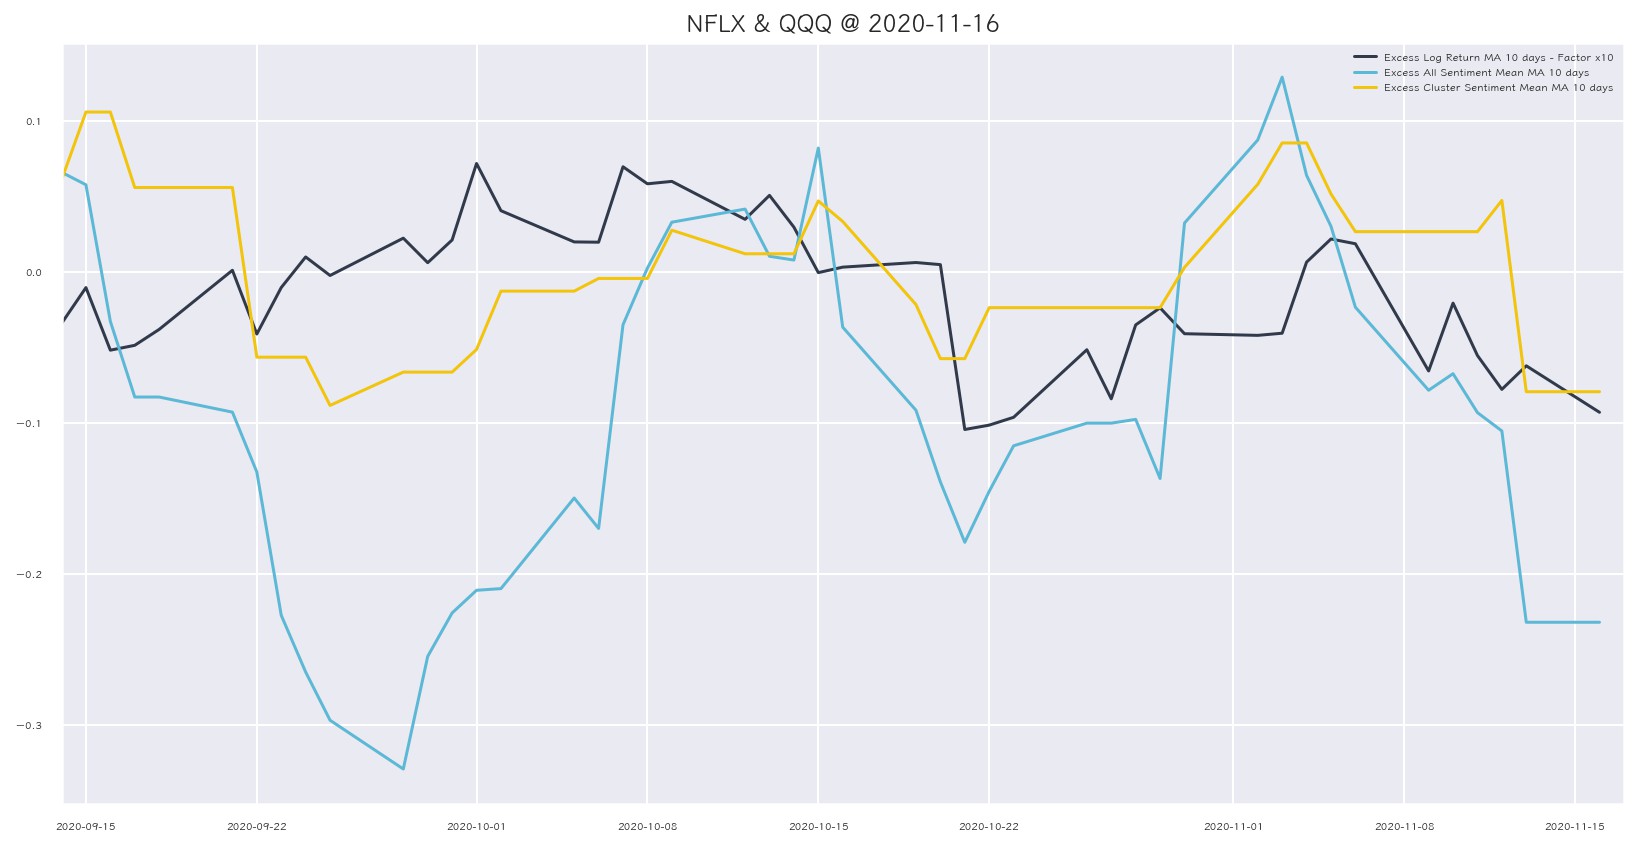 NFLX & QQQ @ 2020-11-16
Excess Log Return MA 10 days - Factor x10
Excess All Sentiment Mean MA 10 days
Excess Cluster Sentiment Mean MA 10 days
0.1
0.0
−0.1
−0.2
−0.3
2020-09-15 2020-09-22 2020-10-01 2020-10-08 2020-10-15 2020-10-22 2020-11-01 2020-11-08 2020-11-15